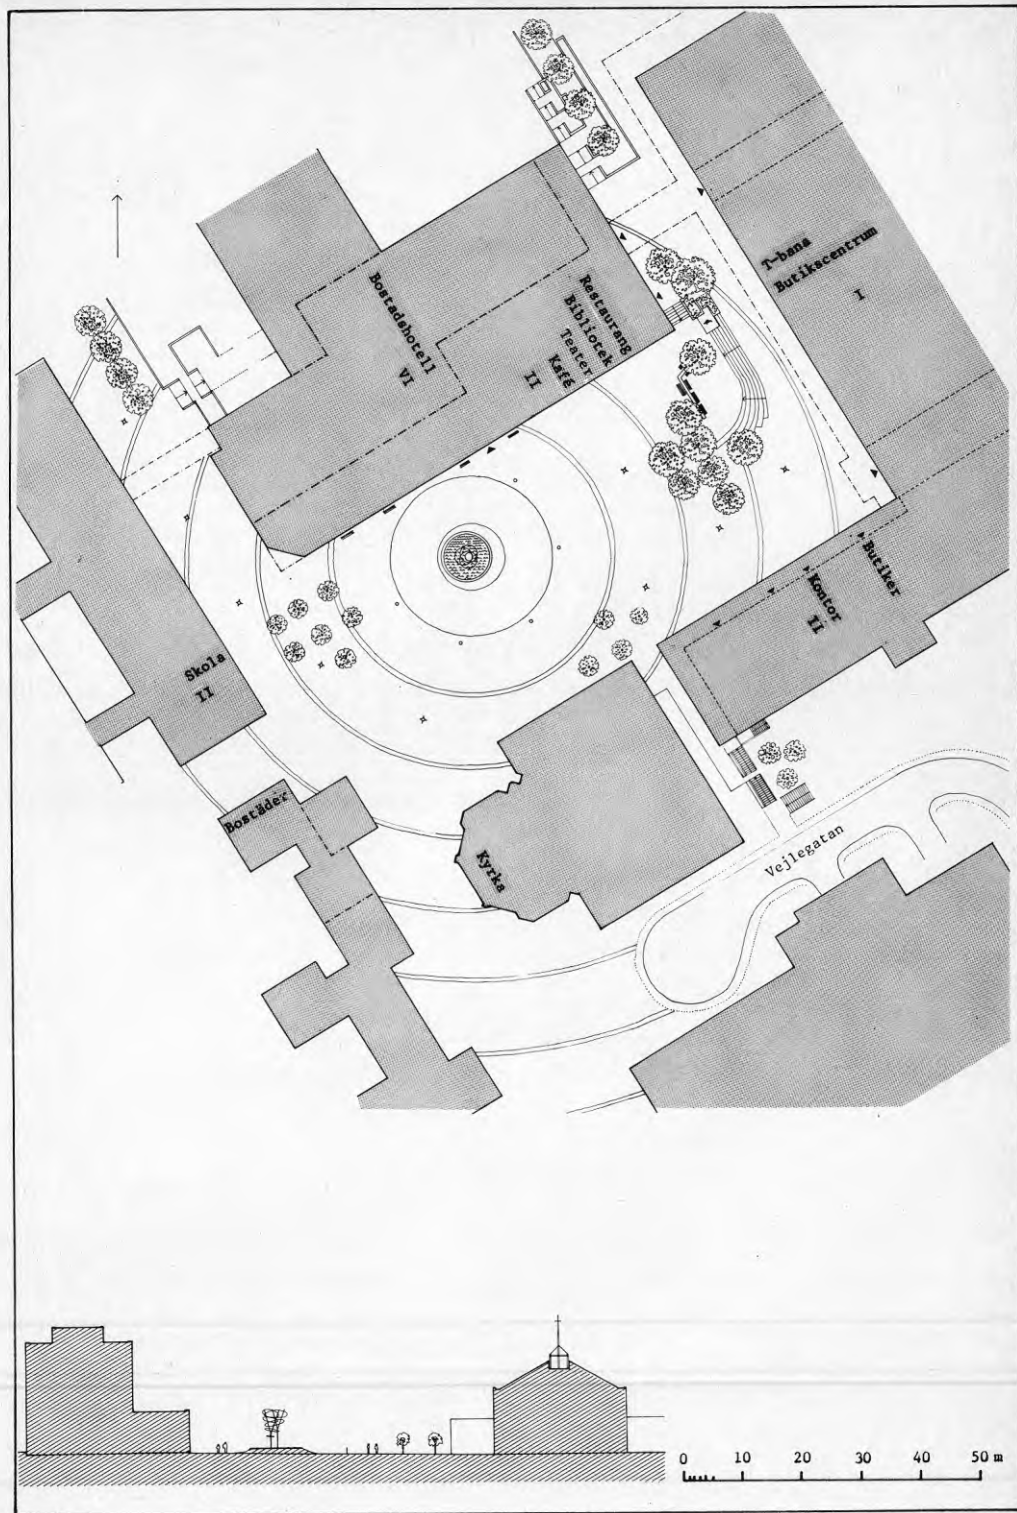 T-bana
Butikscentrum
I
Bostadshotell
VI
Restaurang
Bibliotek
Teater
Kafé
II
Butiker
Kontor
II
Skola
II
Bostäder
Kyrka
Vejlegatan
0 10 20 30 40 50 m